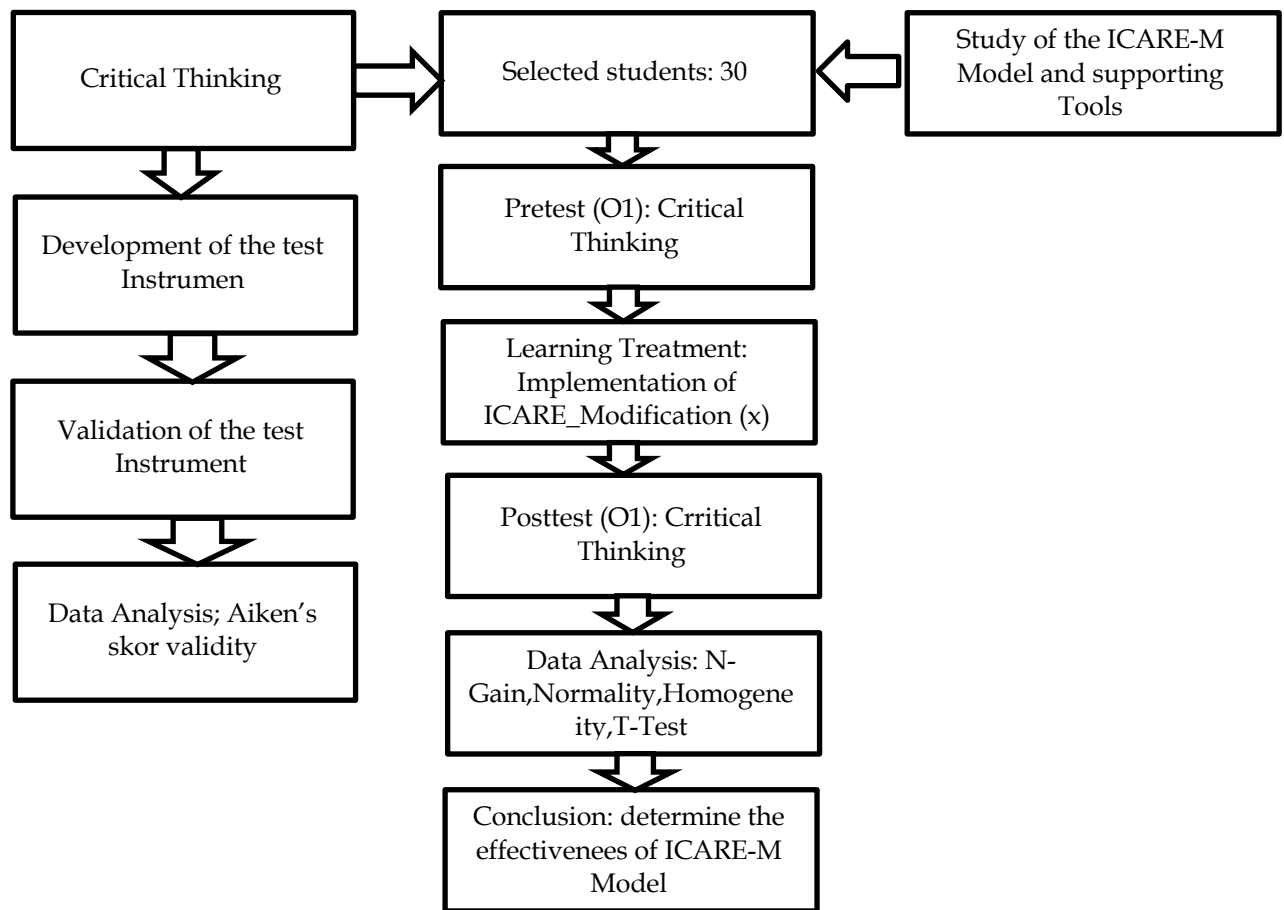 Critical Thinking
Selected students: 30
Study of the ICARE-M
Model and supporting
Tools
Development of the test
Instrumen
Validation of the test
Instrument
Data Analysis; Aiken’s
skor validity
Pretest (O1): Critical
Thinking
Learning Treatment:
Implementation of
ICARE_Modification (x)
Posttest (O1): Crritical
Thinking
Data Analysis: N-
Gain,Normality,Homogene
ity,T-Test
Conclusion: determine the
effectivenees of ICARE-M
Model